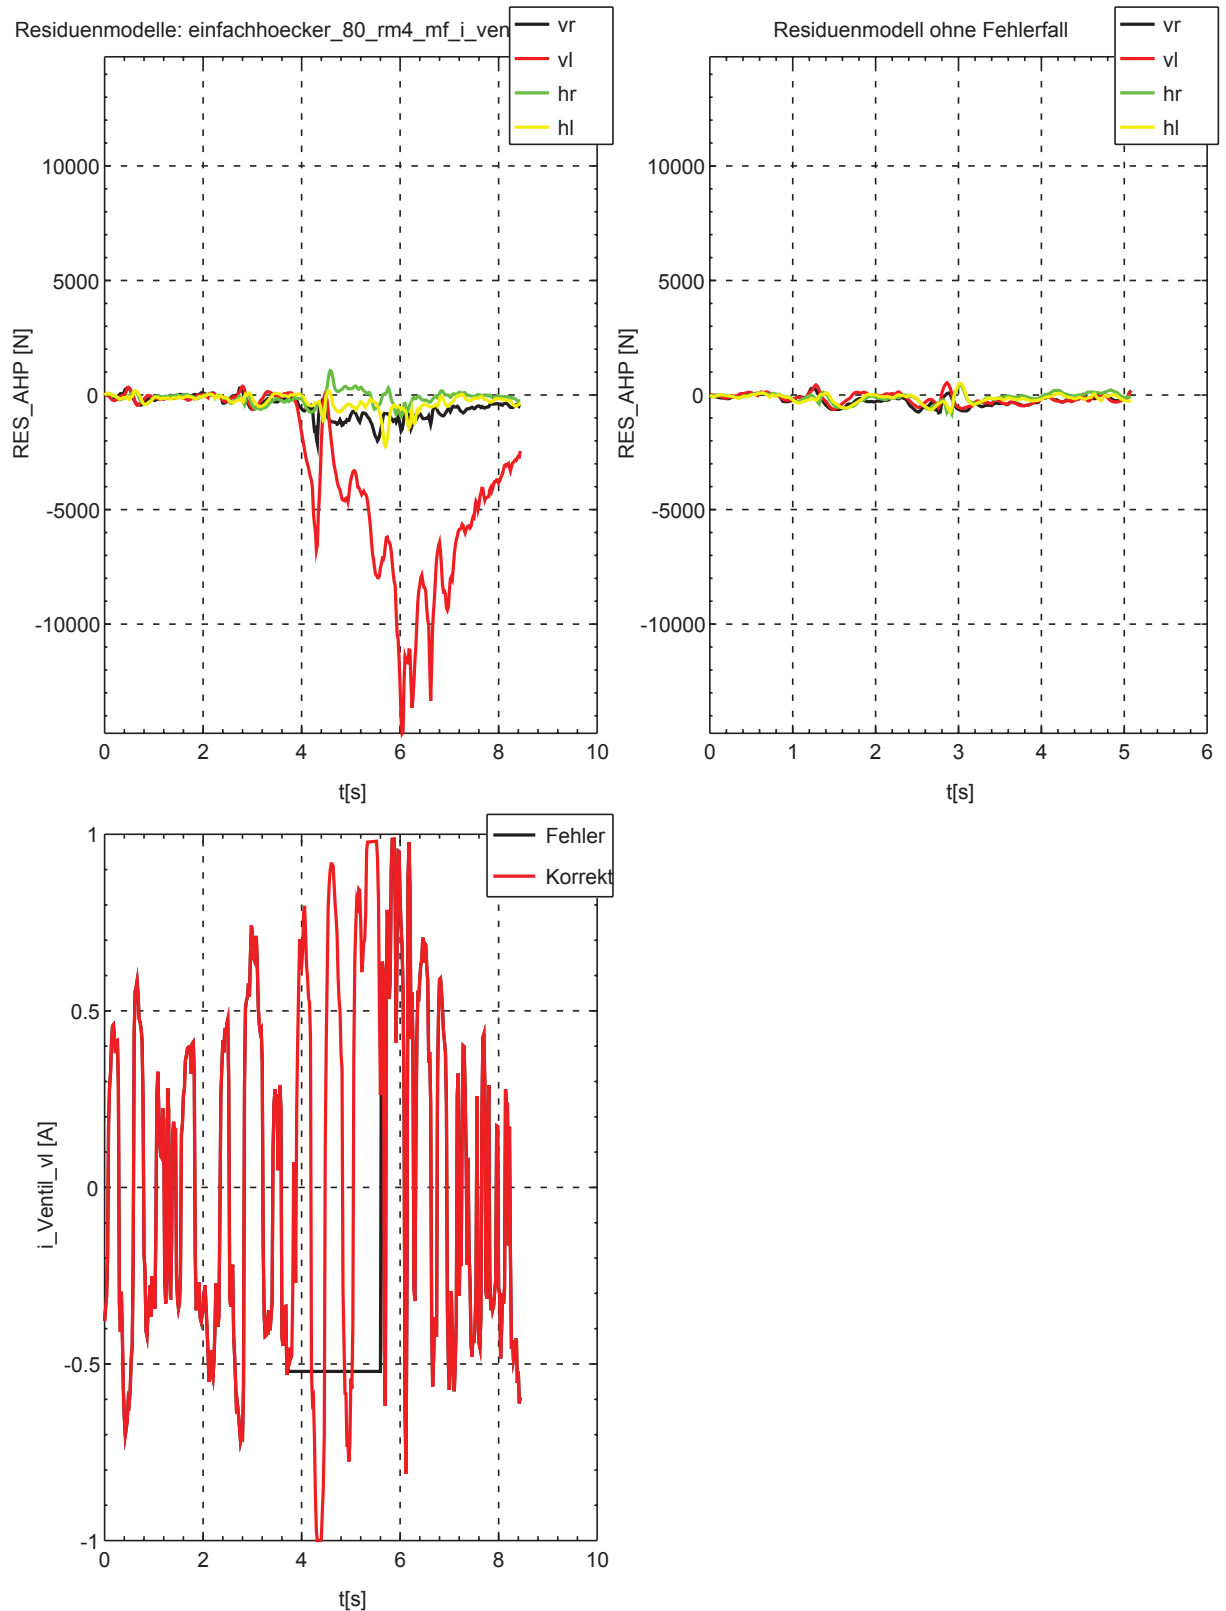 Residuenmodelle: einfachhoecker_80_rm4_mf_i_ven
vr
vl
hr
hl
10000
5000
0
-5000
-10000
RES_AHP [N]
0 2 4 6 8 10
t[s]
Residuenmodell ohne Fehlerfall
vr
vl
hr
hl
10000
5000
0
-5000
-10000
RES_AHP [N]
0 1 2 3 4 5 6
t[s]
Fehler
Korrekt
1
0.5
0
-0.5
-1
i_Ventil_vl [A]
0 2 4 6 8 10
t[s]